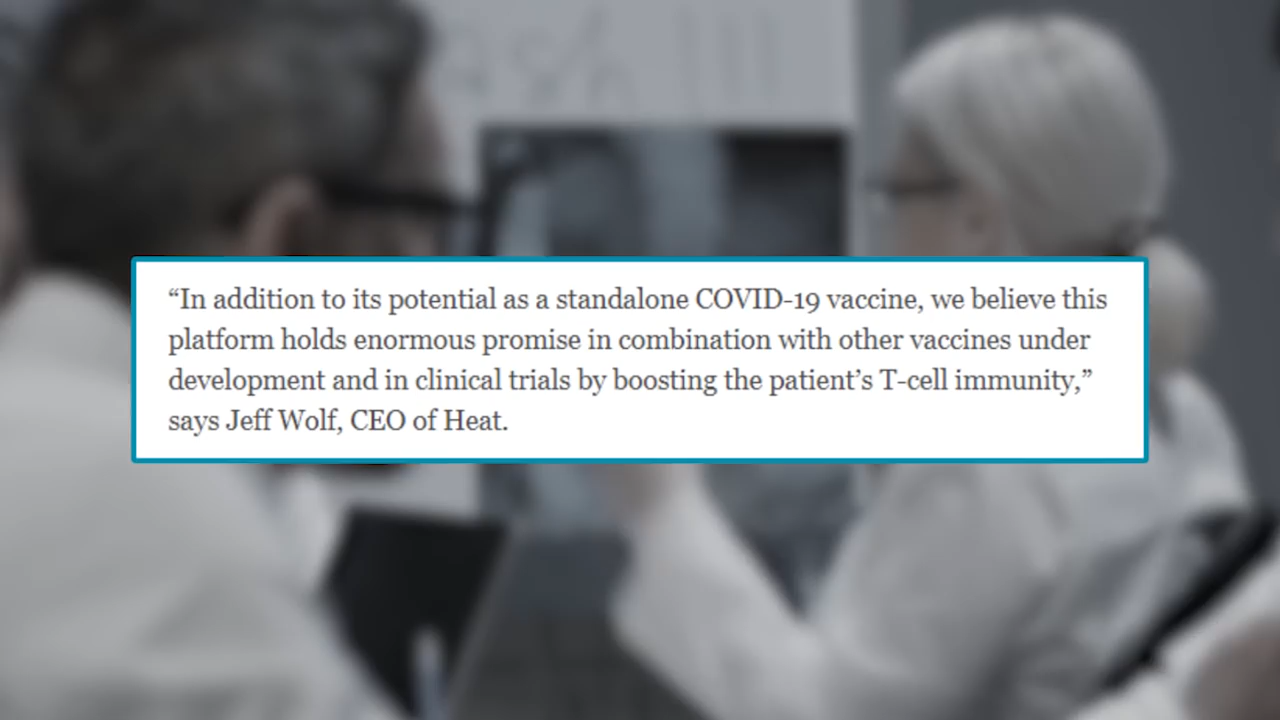 “In addition to its potential as a standalone COVID-19 vaccine, we believe this
platform holds enormous promise in combination with other vaccines under
development and in clinical trials by boosting the patient’s T-cell immunity,”
says Jeff Wolf, CEO of Heat.